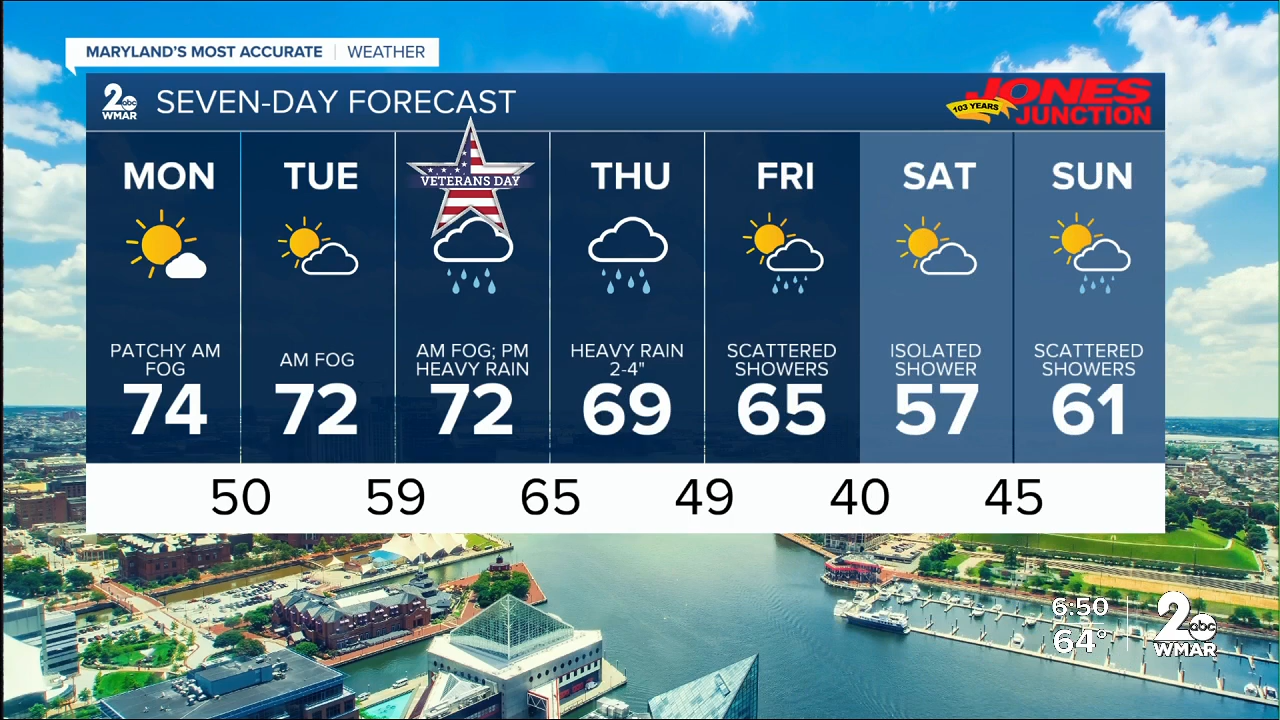 MARYLAND'S MOST ACCURATE | WEATHER
2 abc WMAR
SEVEN-DAY FORECAST
103 YEARS
JONES JUNCTION
MON
TUE
VETERANS DAY
THU
FRI
SAT
SUN
PATCHY AM
FOG
74
AM FOG
72
AM FOG; PM
HEAVY RAIN
72
HEAVY RAIN
2-4"
69
SCATTERED
SHOWERS
65
ISOLATED
SHOWER
57
SCATTERED
SHOWERS
61
50 59 65 49 40 45
6:50
64°
2 abc
WMAR